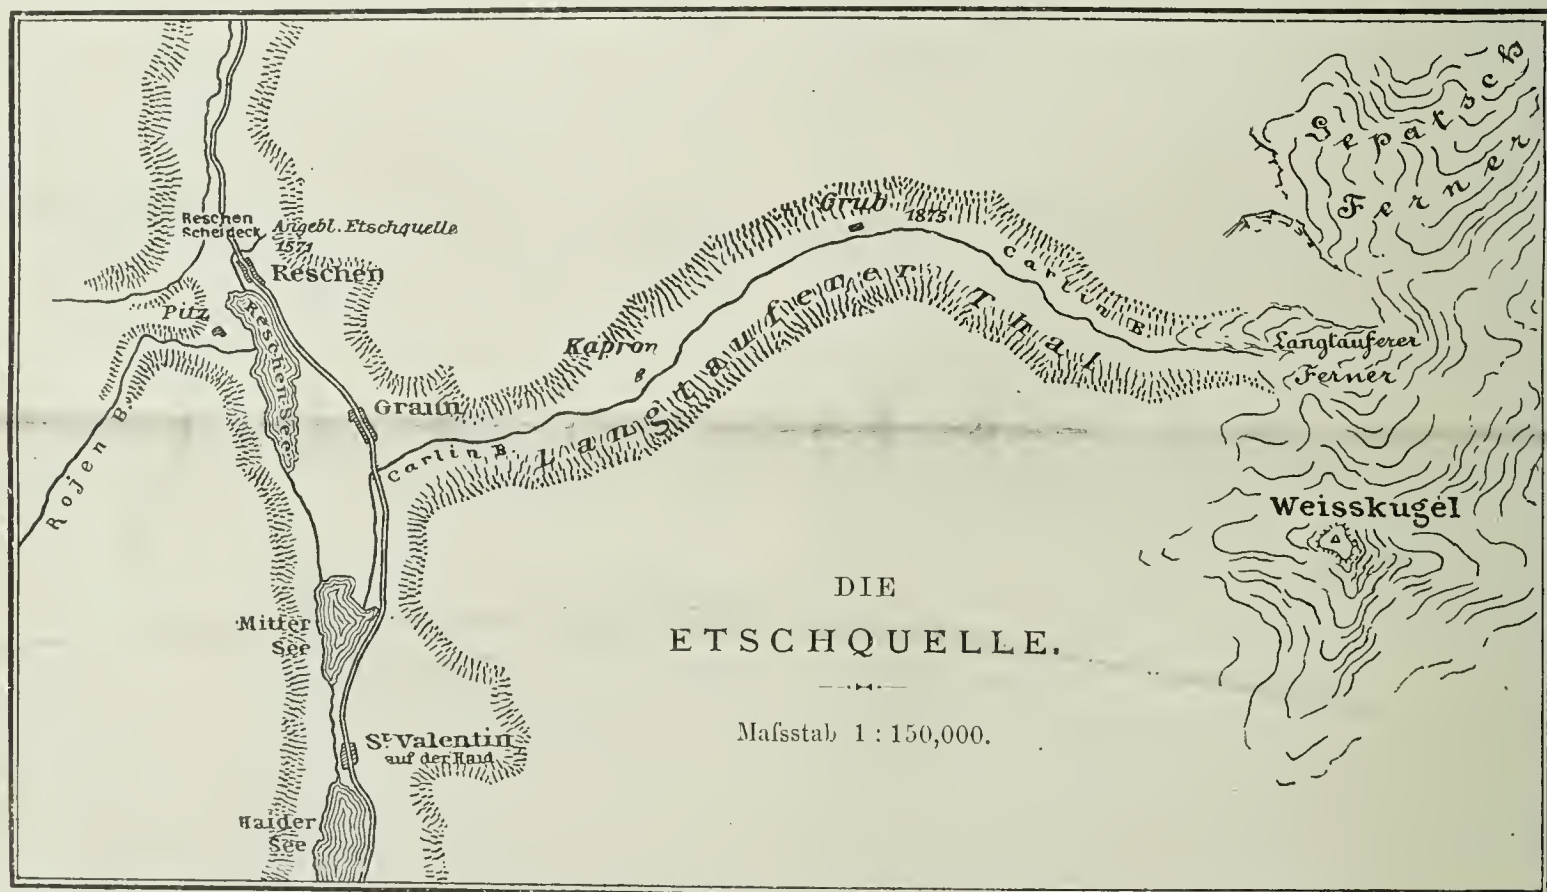 Gepatsch
Ferner
Reschen
Scheideck
Angebl. Etschquelle
1571
Reschen
Pitz
Reschen See
Grub
1875
Carlin B.
Kapron
Langtauferer Thal
Langtauferer
Ferner
Graun
Carlin B.
Rojen B.
Weisskugel
Mitter
See
DIE
ETSCHQUELLE.
Maſsstab 1 : 150,000.
St Valentin
auf der Haid
Haider
See